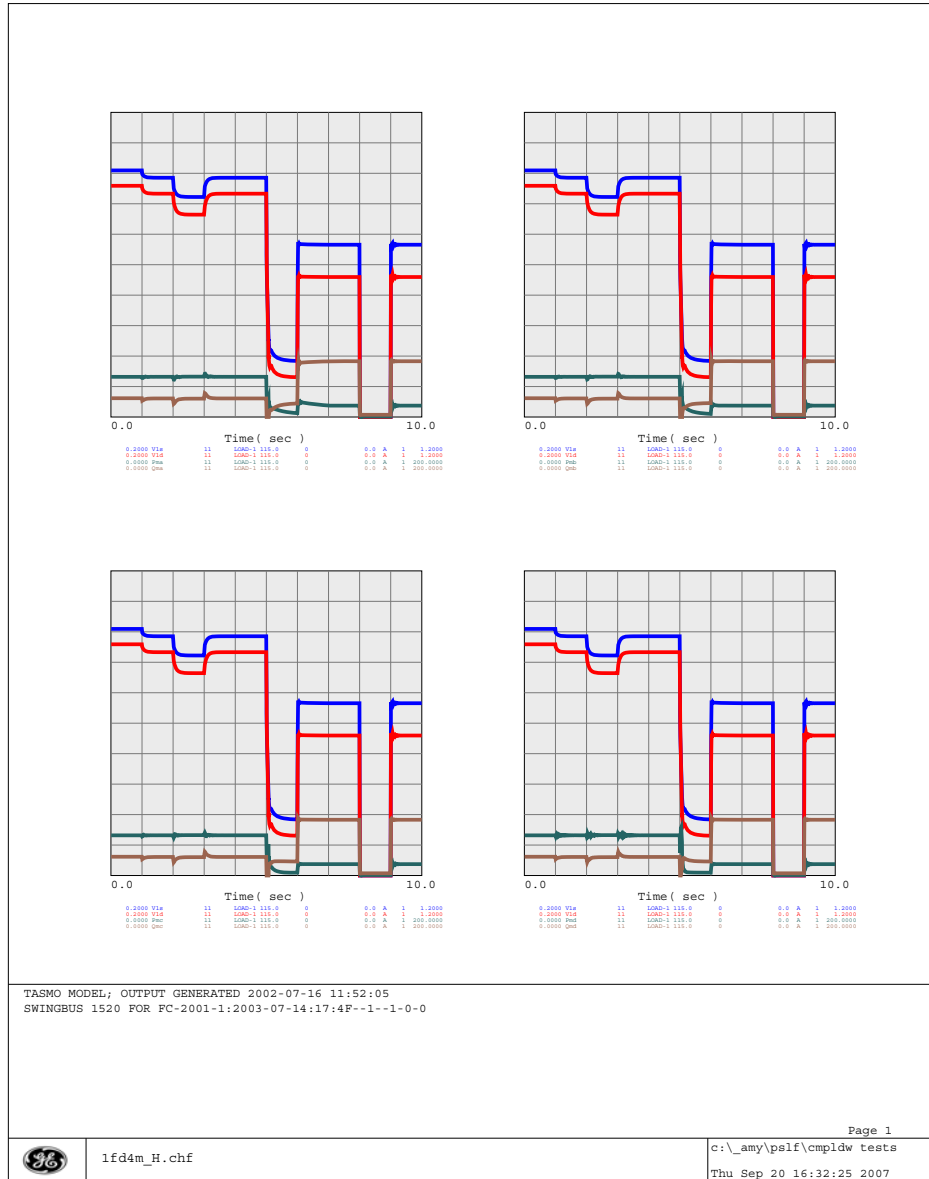 0.0 10.0
Time( sec )
0.2000 Vls 11 LOAD-1 115.0 0 0.0 A 1 1.2000
0.2000 Vld 11 LOAD-1 115.0 0 0.0 A 1 1.2000
0.0000 Pma 11 LOAD-1 115.0 0 0.0 A 1 200.0000
0.0000 Qma 11 LOAD-1 115.0 0 0.0 A 1 200.0000
0.0 10.0
Time( sec )
0.2000 Vls 11 LOAD-1 115.0 0 0.0 A 1 1.2000
0.2000 Vld 11 LOAD-1 115.0 0 0.0 A 1 1.2000
0.0000 Pmb 11 LOAD-1 115.0 0 0.0 A 1 200.0000
0.0000 Qmb 11 LOAD-1 115.0 0 0.0 A 1 200.0000
0.0 10.0
Time( sec )
0.2000 Vls 11 LOAD-1 115.0 0 0.0 A 1 1.2000
0.2000 Vld 11 LOAD-1 115.0 0 0.0 A 1 1.2000
0.0000 Pmc 11 LOAD-1 115.0 0 0.0 A 1 200.0000
0.0000 Qmc 11 LOAD-1 115.0 0 0.0 A 1 200.0000
0.0 10.0
Time( sec )
0.2000 Vls 11 LOAD-1 115.0 0 0.0 A 1 1.2000
0.2000 Vld 11 LOAD-1 115.0 0 0.0 A 1 1.2000
0.0000 Pmd 11 LOAD-1 115.0 0 0.0 A 1 200.0000
0.0000 Qmd 11 LOAD-1 115.0 0 0.0 A 1 200.0000
TASMO MODEL; OUTPUT GENERATED 2002-07-16 11:52:05
SWINGBUS 1520 FOR FC-2001-1:2003-07-14:17:4F--1--1-0-0
Page 1
GE
1fd4m_H.chf
c:\_amy\pslf\cmpldw tests
Thu Sep 20 16:32:25 2007